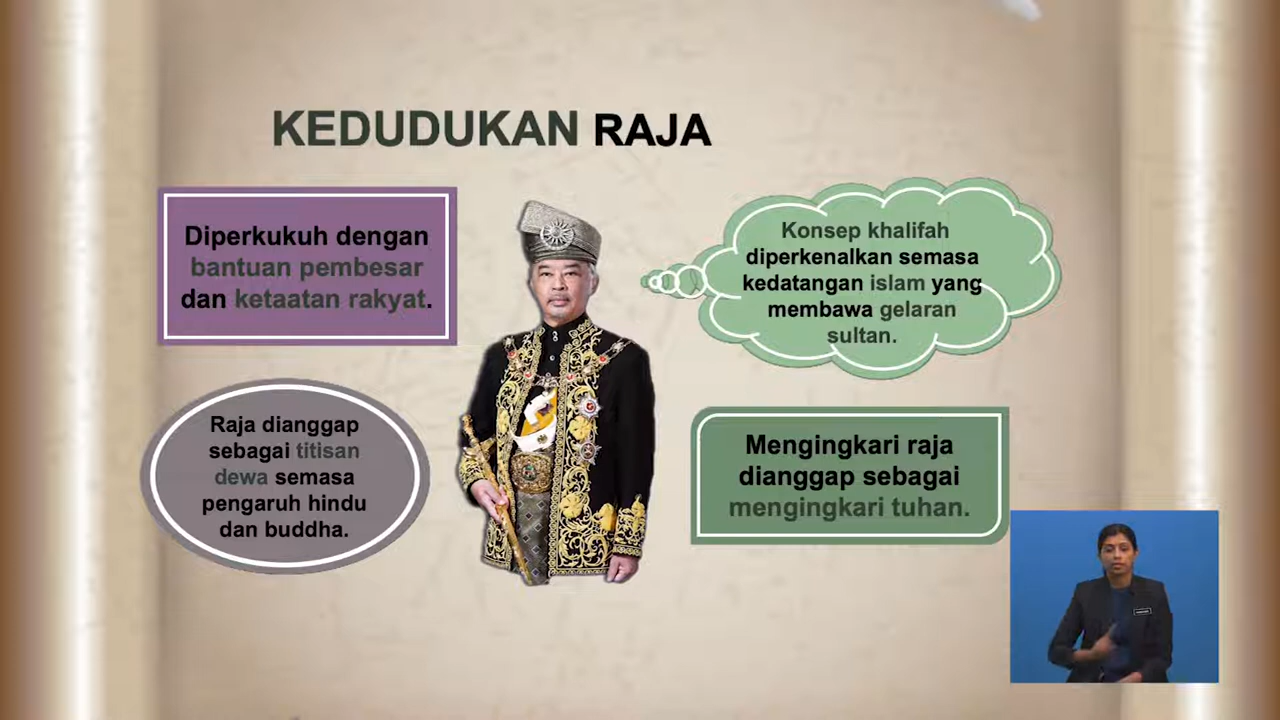 KEDUDUKAN RAJA
Diperkukuh dengan
bantuan pembesar
dan ketaatan rakyat.
Konsep khalifah
diperkenalkan semasa
kedatangan islam yang
membawa gelaran
sultan.
Raja dianggap
sebagai titisan
dewa semasa
pengaruh hindu
dan buddha.
Mengingkari raja
dianggap sebagai
mengingkari tuhan.